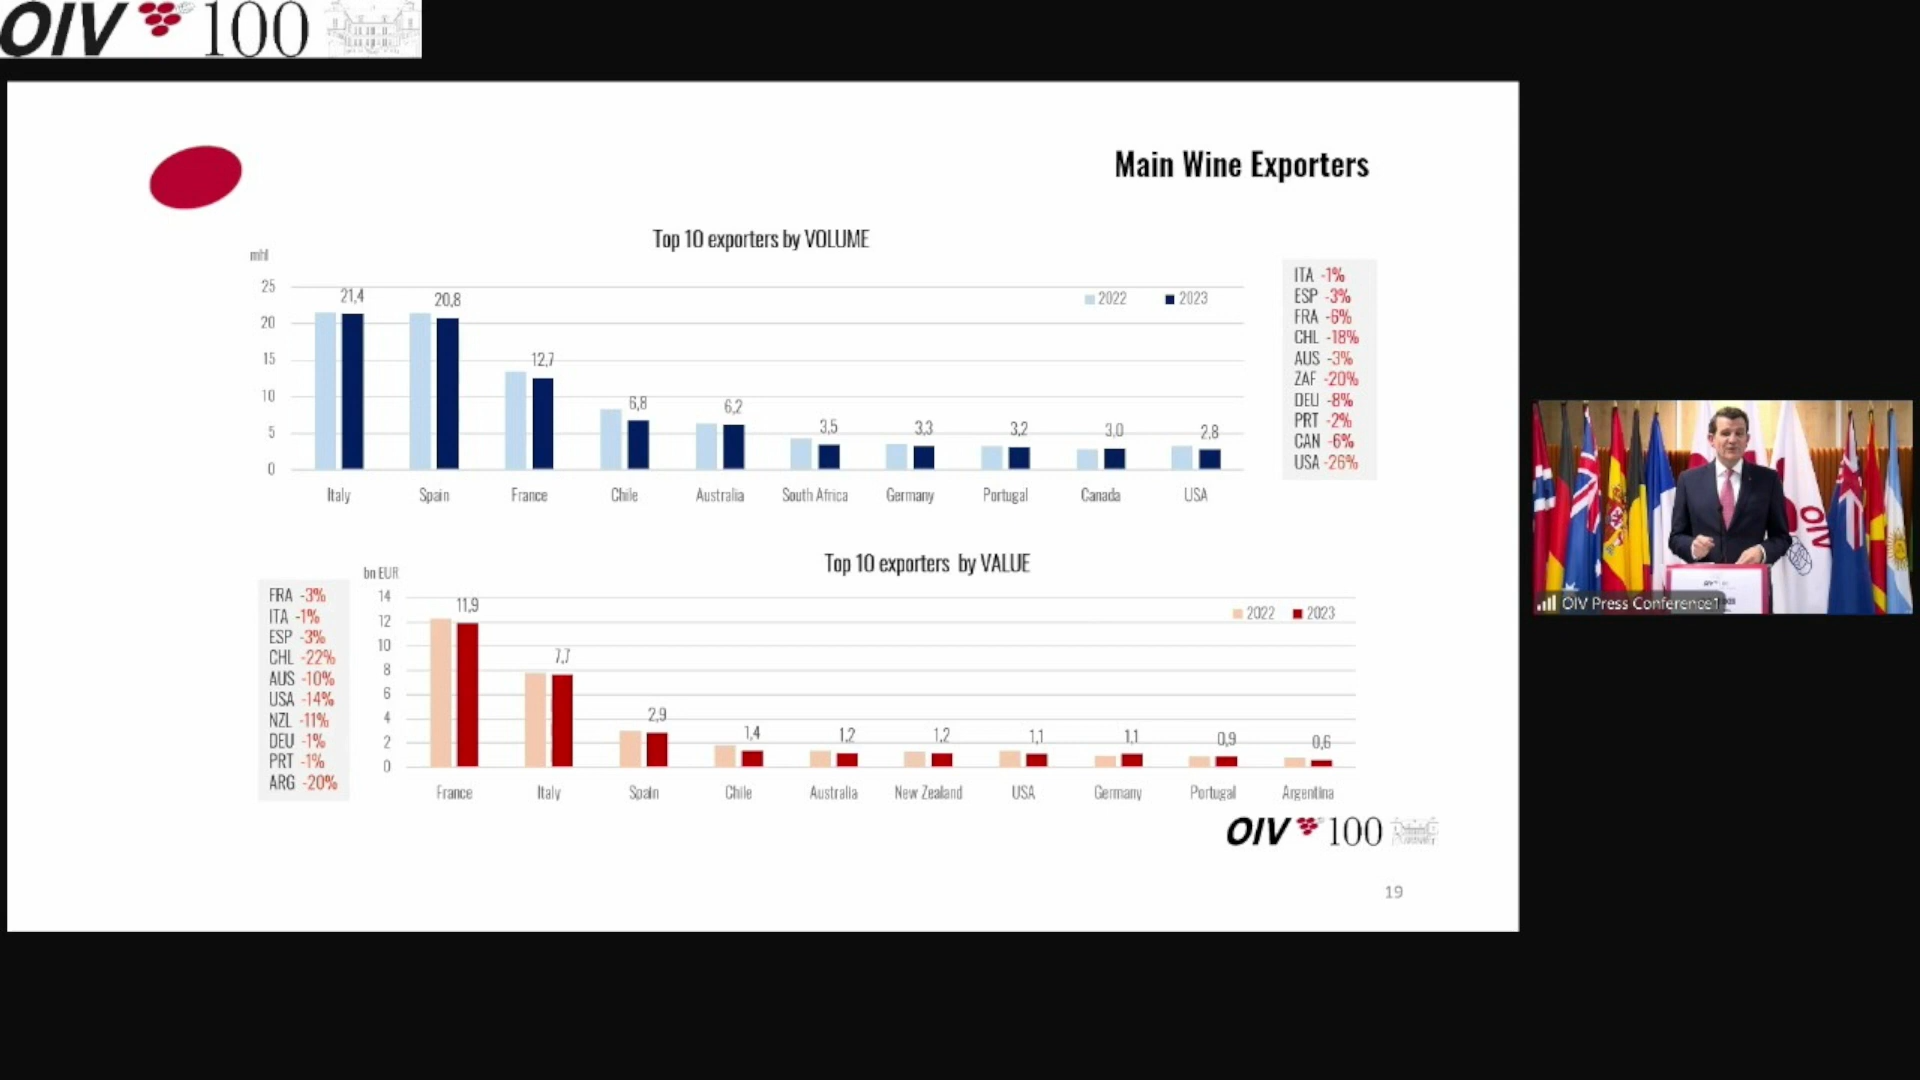 OIV 100
Main Wine Exporters
Top 10 exporters by VOLUME
mhl
25
20
15
10
5
0
21,4
20,8
12,7
6,8
6,2
3,5
3,3
3,2
3,0
2,8
2022 2023
Italy Spain France Chile Australia South Africa Germany Portugal Canada USA
ITA -1%
ESP -3%
FRA -6%
CHL -18%
AUS -3%
ZAF -20%
DEU -8%
PRT -2%
CAN -6%
USA -26%
Top 10 exporters by VALUE
bn EUR
FRA -3%
ITA -1%
ESP -3%
CHL -22%
AUS -10%
USA -14%
NZL -11%
DEU -1%
PRT -1%
ARG -20%
14
12
10
8
6
4
2
0
11,9
7,7
2,9
1,4
1,2
1,2
1,1
1,1
0,9
0,6
2022 2023
France Italy Spain Chile Australia New Zealand USA Germany Portugal Argentina
OIV 100
19
OIV
OIV Press Conference1